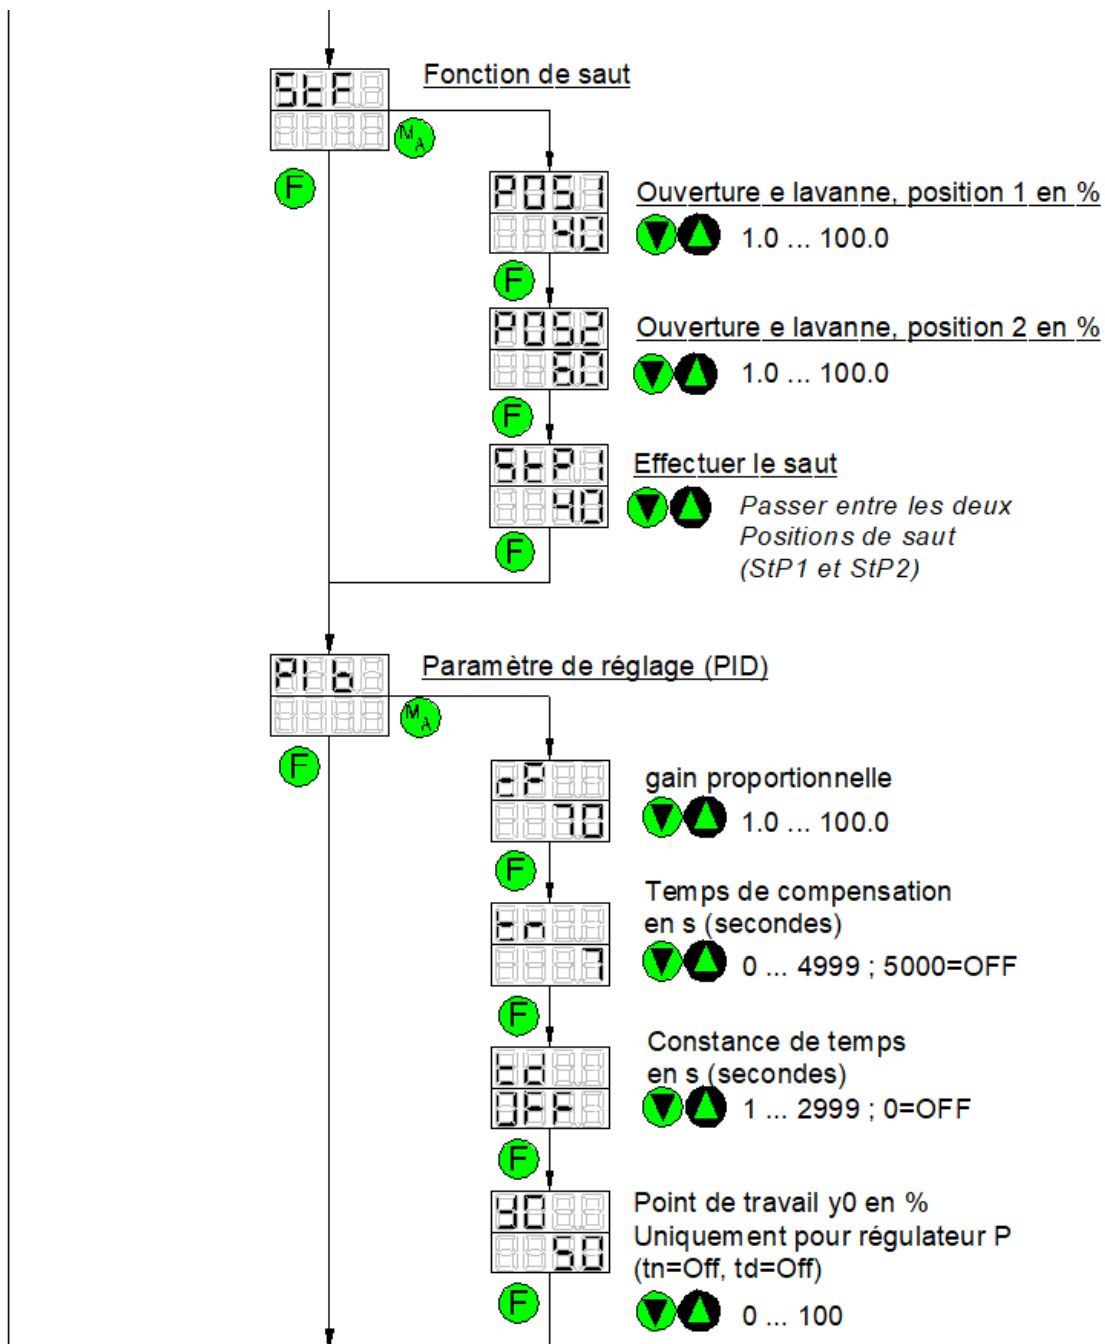 StF
Fonction de saut
M A
F
POS1
40
Ouverture e lavanne, position 1 en %
1.0 ... 100.0
F
POS2
60
Ouverture e lavanne, position 2 en %
1.0 ... 100.0
F
StP1
40
Effectuer le saut
Passer entre les deux
Positions de saut
(StP1 et StP2)
F
PIb
Paramètre de réglage (PID)
M A
F
cP
70
gain proportionnelle
1.0 ... 100.0
F
tn
7
Temps de compensation
en s (secondes)
0 ... 4999 ; 5000=OFF
F
td
OFF
Constance de temps
en s (secondes)
1 ... 2999 ; 0=OFF
F
y0
50
Point de travail y0 en %
Uniquement pour régulateur P
(tn=Off, td=Off)
0 ... 100
F